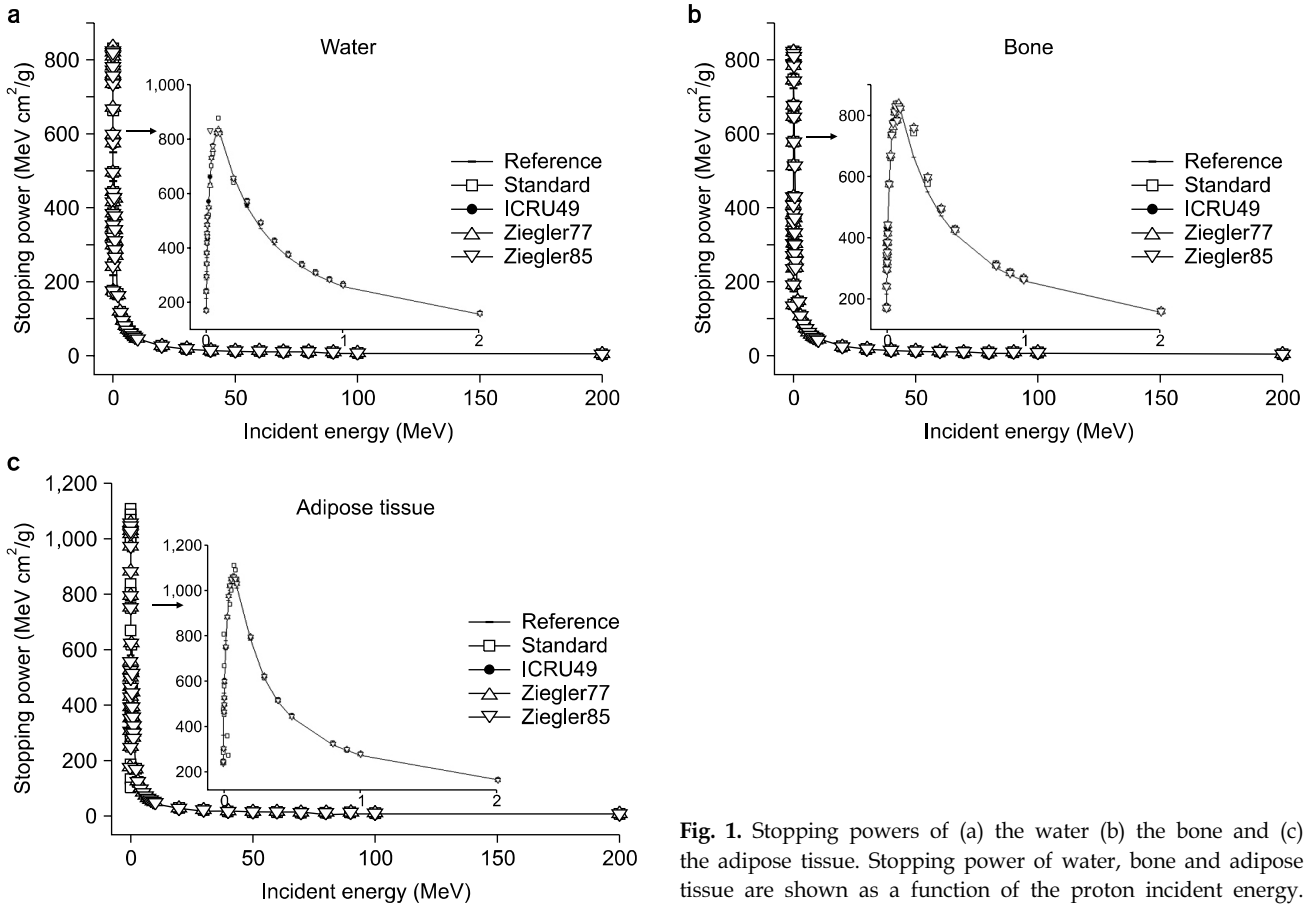 a
Water
Stopping power (MeV cm²/g)
800
600
400
200
0
1,000
800
600
400
200
0
1
2
Reference
Standard
ICRU49
Ziegler77
Ziegler85
0
50
100
150
200
Incident energy (MeV)
b
Bone
Stopping power (MeV cm²/g)
800
600
400
200
0
800
600
400
200
0
1
2
Reference
Standard
ICRU49
Ziegler77
Ziegler85
0
50
100
150
200
Incident energy (MeV)
c
Adipose tissue
Stopping power (MeV cm²/g)
1,200
1,000
800
600
400
200
0
1,200
1,000
800
600
400
200
0
1
2
Reference
Standard
ICRU49
Ziegler77
Ziegler85
0
50
100
150
200
Incident energy (MeV)
Fig. 1. Stopping powers of (a) the water (b) the bone and (c)
the adipose tissue. Stopping power of water, bone and adipose
tissue are shown as a function of the proton incident energy.